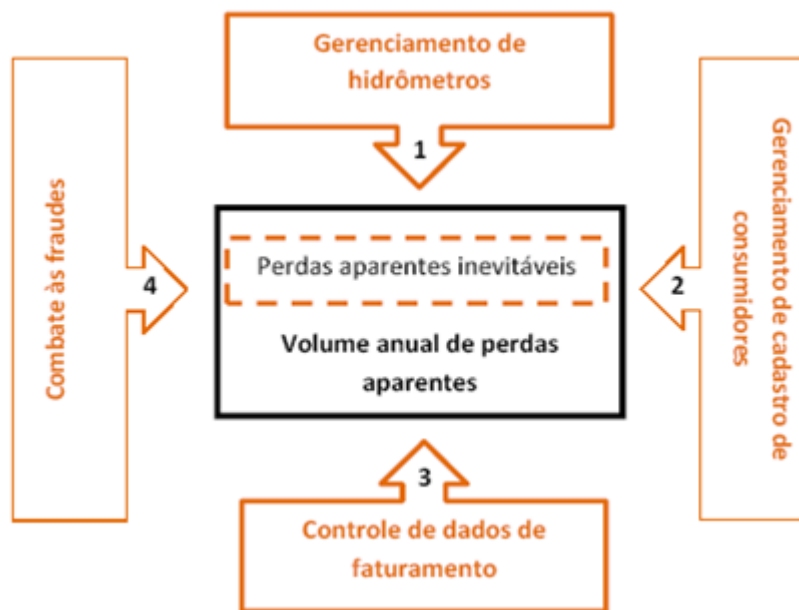 Gerenciamento de
hidrômetros
1
Gerenciamento de cadastro de
consumidores
2
Perdas aparentes inevitáveis
Volume anual de perdas
aparentes
3
Controle de dados de
faturamento
4
Combate às fraudes